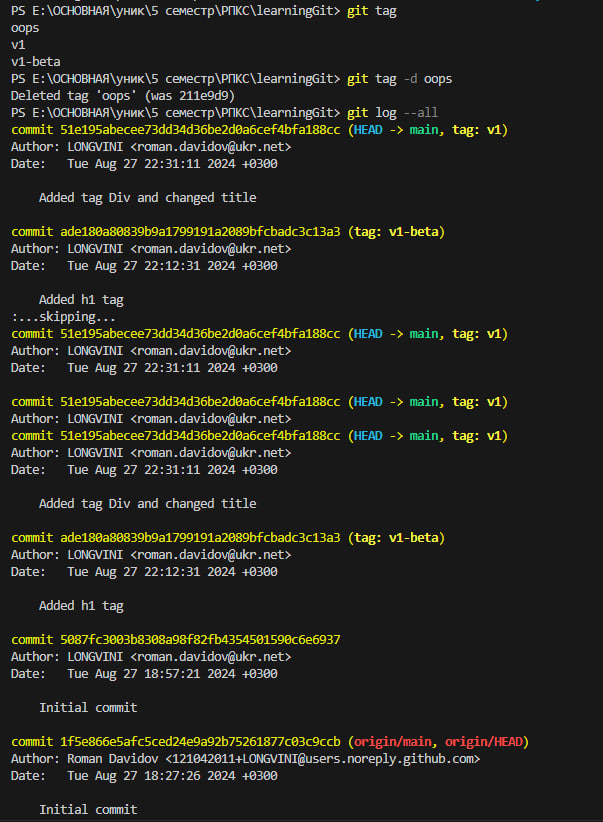 PS E:\ОСНОВНАЯ\уник\5 семестр\РПКС\learningGit> git tag
oops
v1
v1-beta
PS E:\ОСНОВНАЯ\уник\5 семестр\РПКС\learningGit> git tag -d oops
Deleted tag 'oops' (was 211e9d9)
PS E:\ОСНОВНАЯ\уник\5 семестр\РПКС\learningGit> git log --all
commit 51e195abecee73dd34d36be2d0a6cef4bfa188cc (HEAD -> main, tag: v1)
Author: LONGVINI <roman.davidov@ukr.net>
Date:   Tue Aug 27 22:31:11 2024 +0300

    Added tag Div and changed title

commit ade180a80839b9a1799191a2089bfcbadc3c13a3 (tag: v1-beta)
Author: LONGVINI <roman.davidov@ukr.net>
Date:   Tue Aug 27 22:12:31 2024 +0300

    Added h1 tag
:...skipping...
commit 51e195abecee73dd34d36be2d0a6cef4bfa188cc (HEAD -> main, tag: v1)
Author: LONGVINI <roman.davidov@ukr.net>
Date:   Tue Aug 27 22:31:11 2024 +0300

commit 51e195abecee73dd34d36be2d0a6cef4bfa188cc (HEAD -> main, tag: v1)
Author: LONGVINI <roman.davidov@ukr.net>
commit 51e195abecee73dd34d36be2d0a6cef4bfa188cc (HEAD -> main, tag: v1)
Author: LONGVINI <roman.davidov@ukr.net>
Date:   Tue Aug 27 22:31:11 2024 +0300

    Added tag Div and changed title

commit ade180a80839b9a1799191a2089bfcbadc3c13a3 (tag: v1-beta)
Author: LONGVINI <roman.davidov@ukr.net>
Date:   Tue Aug 27 22:12:31 2024 +0300

    Added h1 tag

commit 5087fc3003b8308a98f82fb4354501590c6e6937
Author: LONGVINI <roman.davidov@ukr.net>
Date:   Tue Aug 27 18:57:21 2024 +0300

    Initial commit

commit 1f5e866e5afc5ced24e9a92b75261877c03c9ccb (origin/main, origin/HEAD)
Author: Roman Davidov <121042011+LONGVINI@users.noreply.github.com>
Date:   Tue Aug 27 18:27:26 2024 +0300

    Initial commit